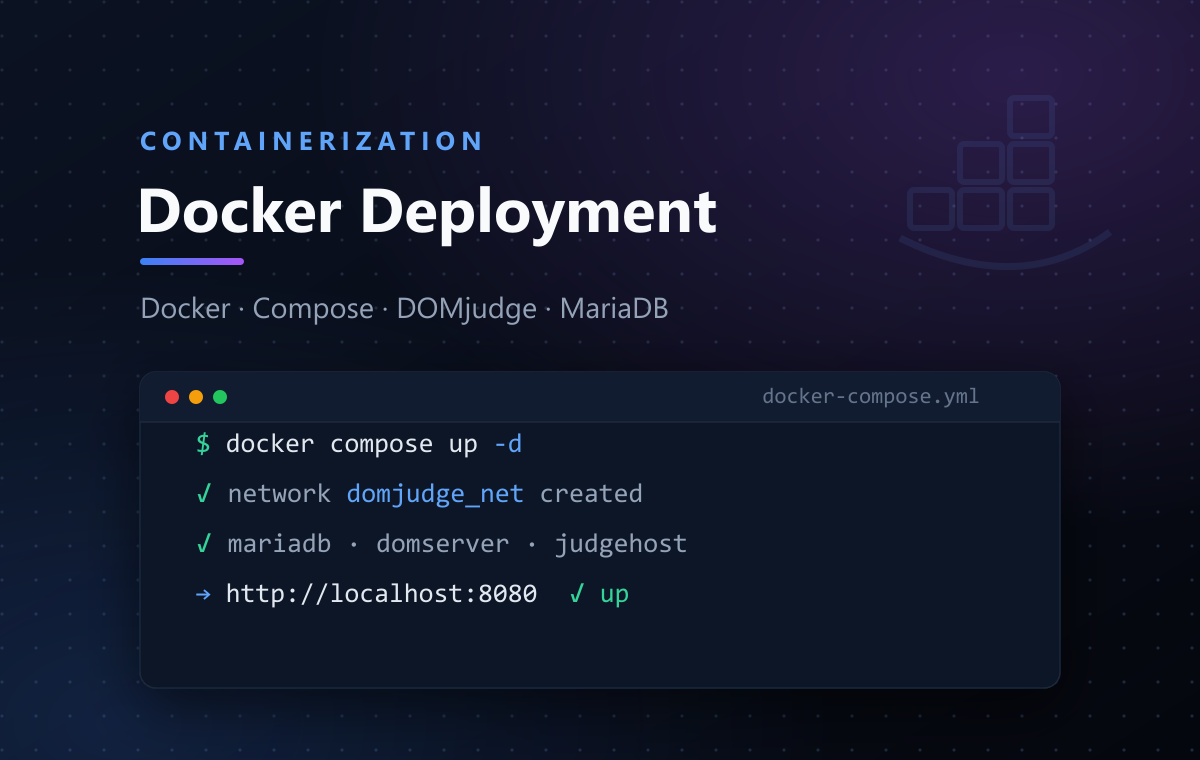 CONTAINERIZATION
Docker Deployment
Docker · Compose · DOMjudge · MariaDB
docker-compose.yml
$ docker compose up -d
✓ network domjudge_net created
✓ mariadb · domserver · judgehost
→ http://localhost:8080 ✓ up